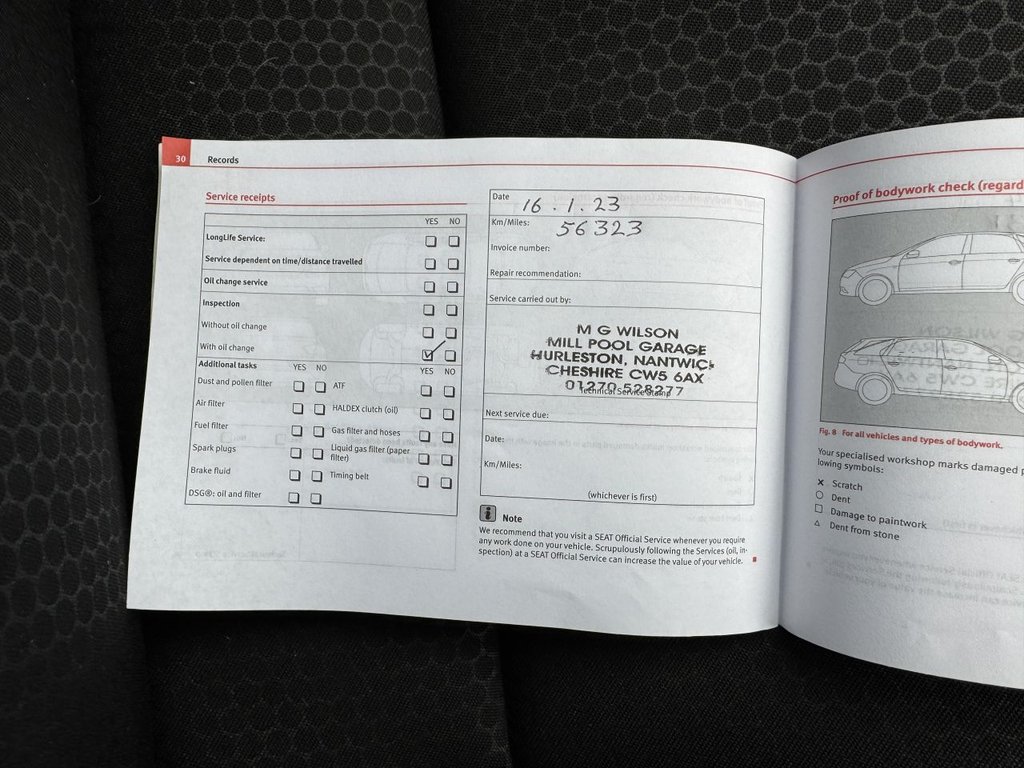 30 Records
Service receipts
YES NO
LongLife Service:
Service dependent on time/distance travelled
Oil change service
Inspection
Without oil change
With oil change
Additional tasks YES NO YES NO
Dust and pollen filter ATF
Air filter HALDEX clutch (oil)
Fuel filter Gas filter and hoses
Spark plugs Liquid gas filter (paper
filter)
Brake fluid Timing belt
DSG®: oil and filter
Date 16.1.23
Km/Miles: 56323
Invoice number:
Repair recommendation:
Service carried out by:
M G WILSON
MILL POOL GARAGE
HURLESTON, NANTWICH
CHESHIRE CW5 6AX
01270 528277
Technical Service stamp
Next service due:
Date:
Km/Miles:
(whichever is first)
i Note
We recommend that you visit a SEAT Official Service whenever you require
any work done on your vehicle. Scrupulously following the Services (oil, in-
spection) at a SEAT Official Service can increase the value of your vehicle.
Proof of bodywork check (regard
Fig. 8 For all vehicles and types of bodywork.
Your specialised workshop marks damaged p
lowing symbols:
X Scratch
○ Dent
□ Damage to paintwork
△ Dent from stone